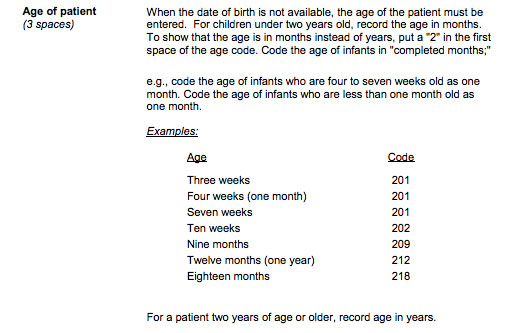 Age of patient
(3 spaces)
When the date of birth is not available, the age of the patient must be
entered.  For children under two years old, record the age in months.
To show that the age is in months instead of years, put a "2" in the first
space of the age code. Code the age of infants in "completed months;"
e.g., code the age of infants who are four to seven weeks old as one
month. Code the age of infants who are less than one month old as
one month.
Examples:
Age Code
Three weeks 201
Four weeks (one month) 201
Seven weeks 201
Ten weeks 202
Nine months 209
Twelve months (one year) 212
Eighteen months 218
For a patient two years of age or older, record age in years.